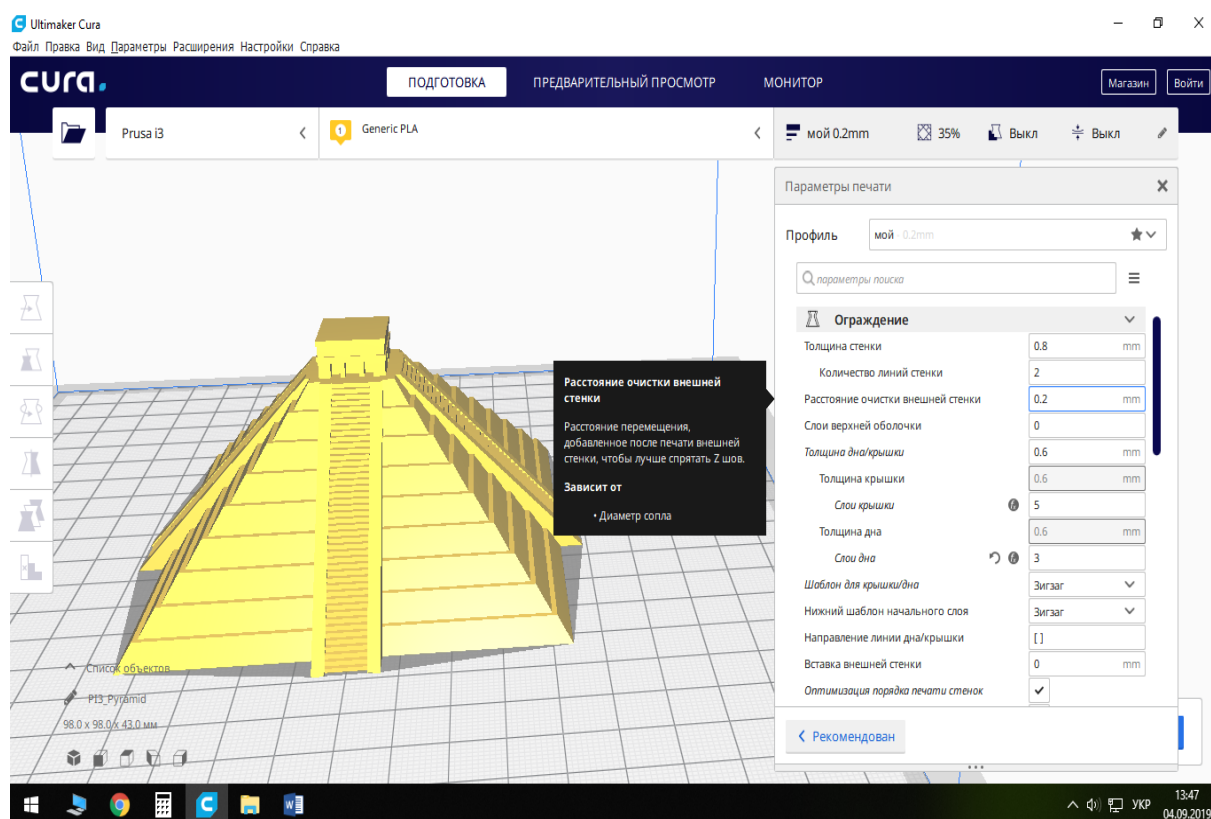 Ultimaker Cura
Файл Правка Вид Параметры Расширения Настройки Справка
cura.
ПОДГОТОВКА
ПРЕДВАРИТЕЛЬНЫЙ ПРОСМОТР
МОНИТОР
Магазин
Войти
Prusa i3
1
Generic PLA
мой 0.2mm
35%
Выкл
Выкл
Параметры печати
Профиль
мой - 0.2mm
параметры поиска
Ограждение
Толщина стенки 0.8 mm
Количество линий стенки 2
Расстояние очистки внешней стенки 0.2 mm
Слои верхней оболочки 0
Толщина дна/крышки 0.6 mm
Толщина крышки 0.6 mm
Слои крышки 5
Толщина дна 0.6 mm
Слои дна 3
Шаблон для крышки/дна Зигзаг
Нижний шаблон начального слоя Зигзаг
Направление линии дна/крышки [ ]
Вставка внешней стенки 0 mm
Оптимизация порядка печати стенок
Рекомендован
Расстояние очистки внешней
стенки
Расстояние перемещения,
добавленное после печати внешней
стенки, чтобы лучше спрятать Z шов.
Зависит от
• Диаметр сопла
Список объектов
PI3_Pyramid
98.0 x 98.0 x 43.0 мм
УКР
13:47
04.09.2019